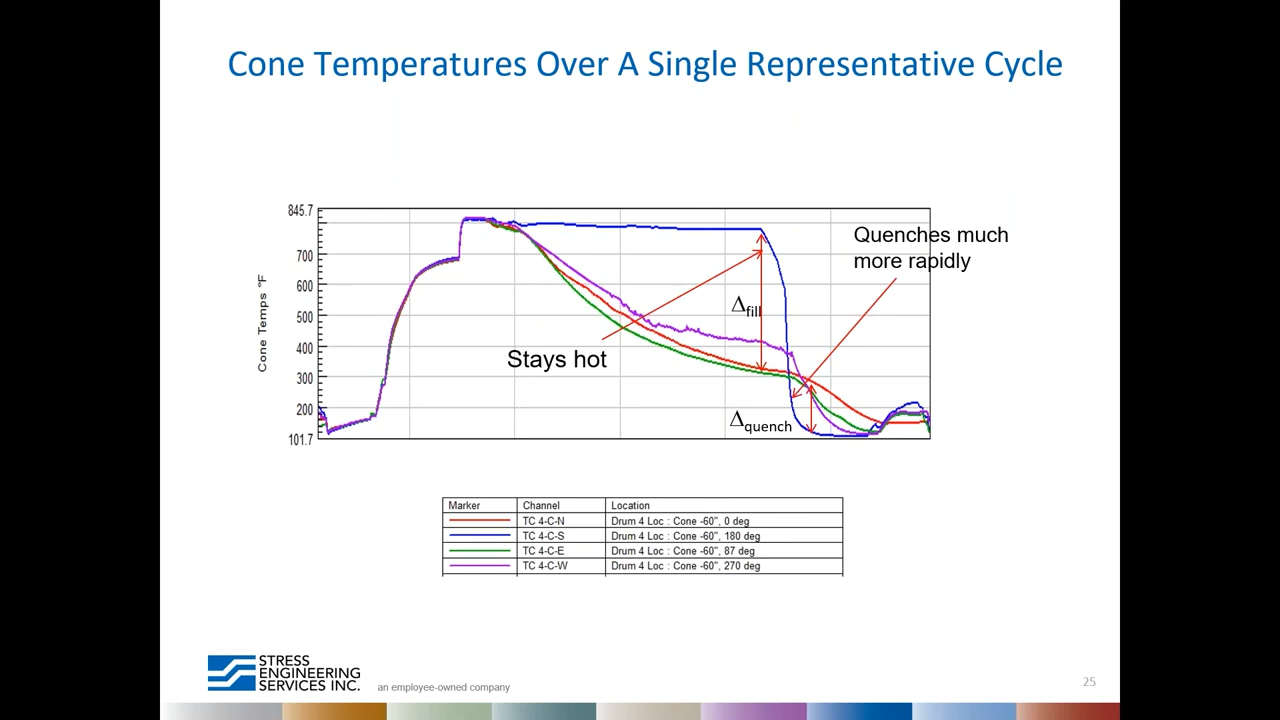 Cone Temperatures Over A Single Representative Cycle
845.7
700
600
500
400
300
200
101.7
Cone Temps °F
Quenches much
more rapidly
Δfill
Stays hot
Δquench
Marker Channel Location
TC 4-C-N Drum 4 Loc : Cone -60", 0 deg
TC 4-C-S Drum 4 Loc : Cone -60", 180 deg
TC 4-C-E Drum 4 Loc : Cone -60", 87 deg
TC 4-C-W Drum 4 Loc : Cone -60", 270 deg
STRESS
ENGINEERING
SERVICES INC.
an employee-owned company
25